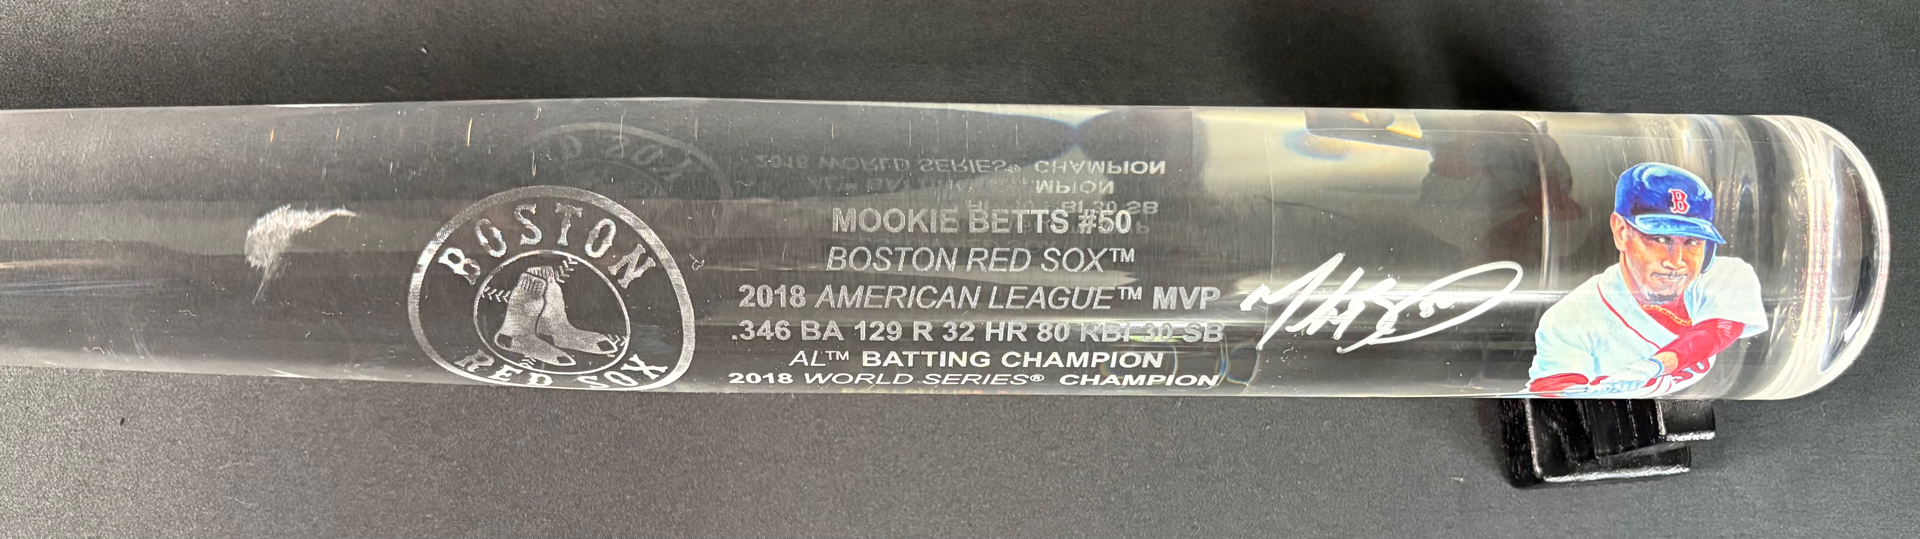 BOSTON
RED SOX
MOOKIE BETTS #50
BOSTON RED SOX™
2018 AMERICAN LEAGUE™ MVP
.346 BA 129 R 32 HR 80 RBI 30 SB
AL™ BATTING CHAMPION
2018 WORLD SERIES® CHAMPION
B
50